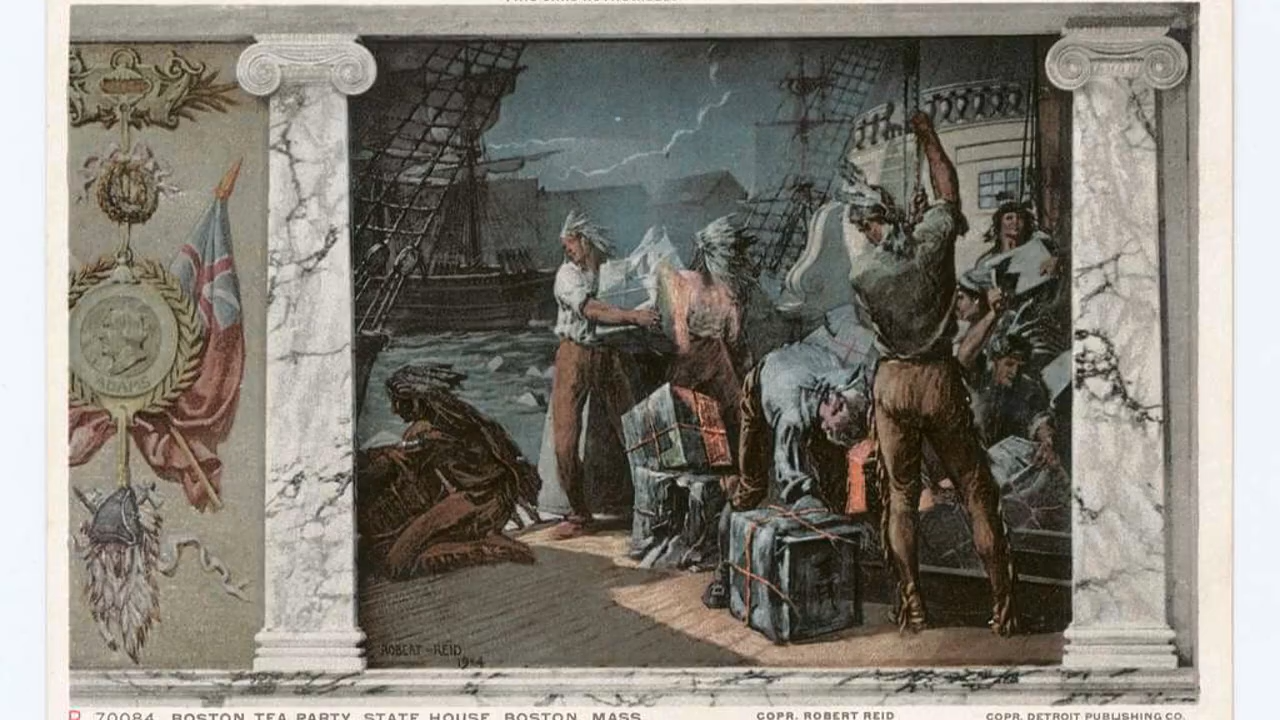 ADAMS
ROBERT - REID
1904
P 70084. BOSTON TEA PARTY, STATE HOUSE, BOSTON, MASS.
COPR. ROBERT REID
COPR. DETROIT PUBLISHING CO.